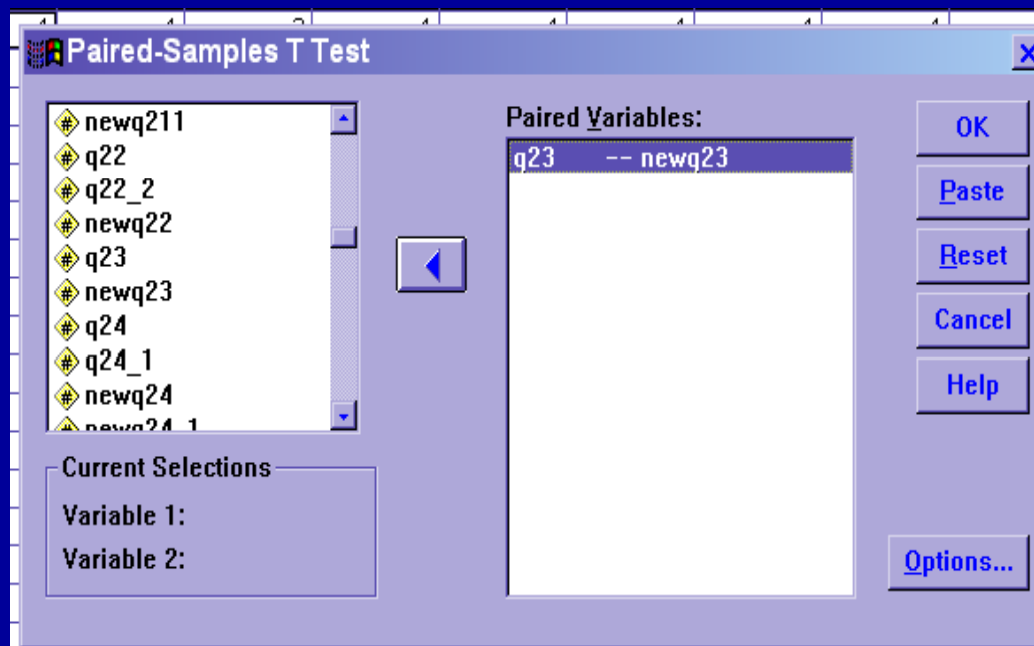 Paired-Samples T Test
newq211
q22
q22_2
newq22
q23
newq23
q24
q24_1
newq24
newq24_1
Current Selections
Variable 1:
Variable 2:
Paired Variables:
q23 -- newq23
OK
Paste
Reset
Cancel
Help
Options...